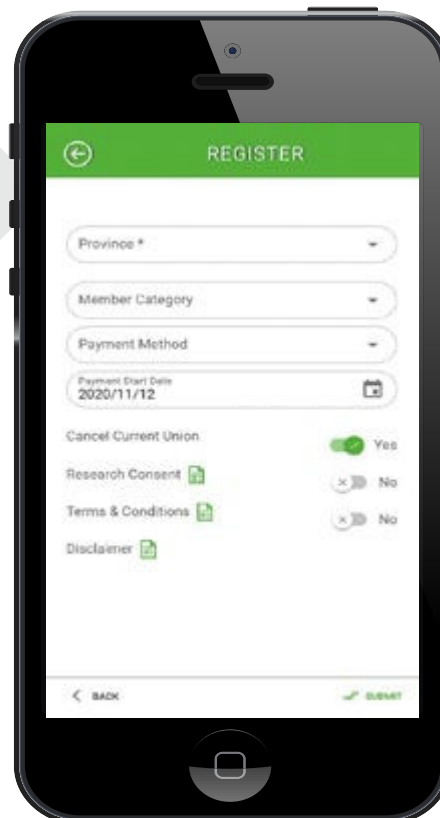 REGISTER
Province *
Member Category
Payment Method
Payment Start Date
2020/11/12
Cancel Current Union
Yes
Research Consent
No
Terms & Conditions
No
Disclaimer
BACK
SUBMIT